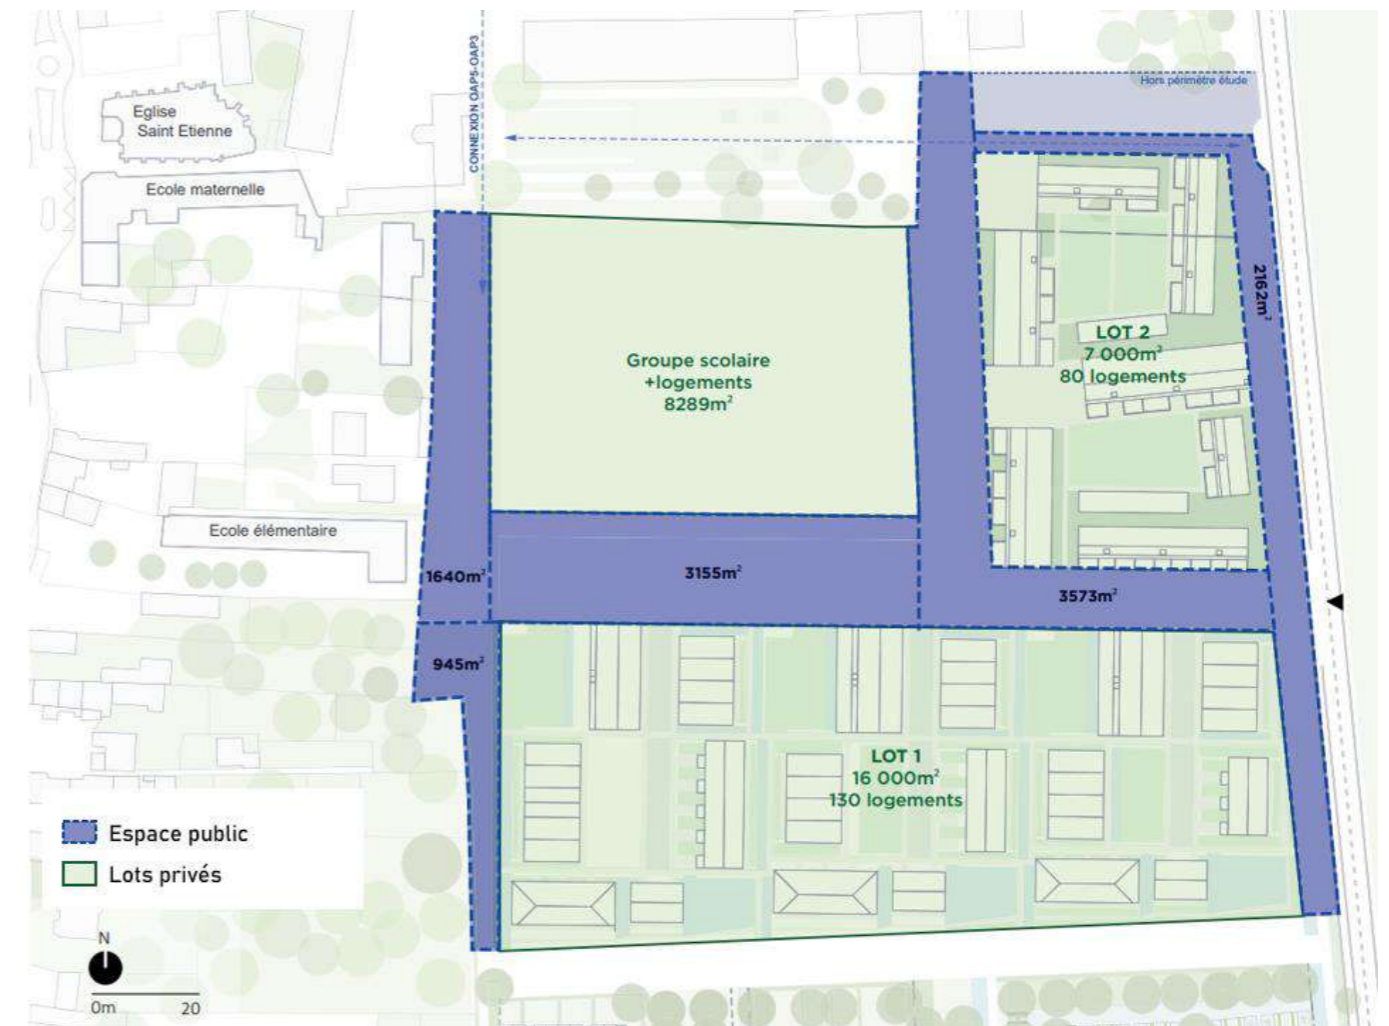 CONNEXION OAP5-OAP3
Hors périmètre étude
Eglise
Saint Etienne
Ecole maternelle
2162m²
LOT 2
7 000m²
80 logements
Groupe scolaire
+logements
8289m²
Ecole élémentaire
1640m²
3155m²
3573m²
945m²
LOT 1
16 000m²
130 logements
Espace public
Lots privés
N
0m 20